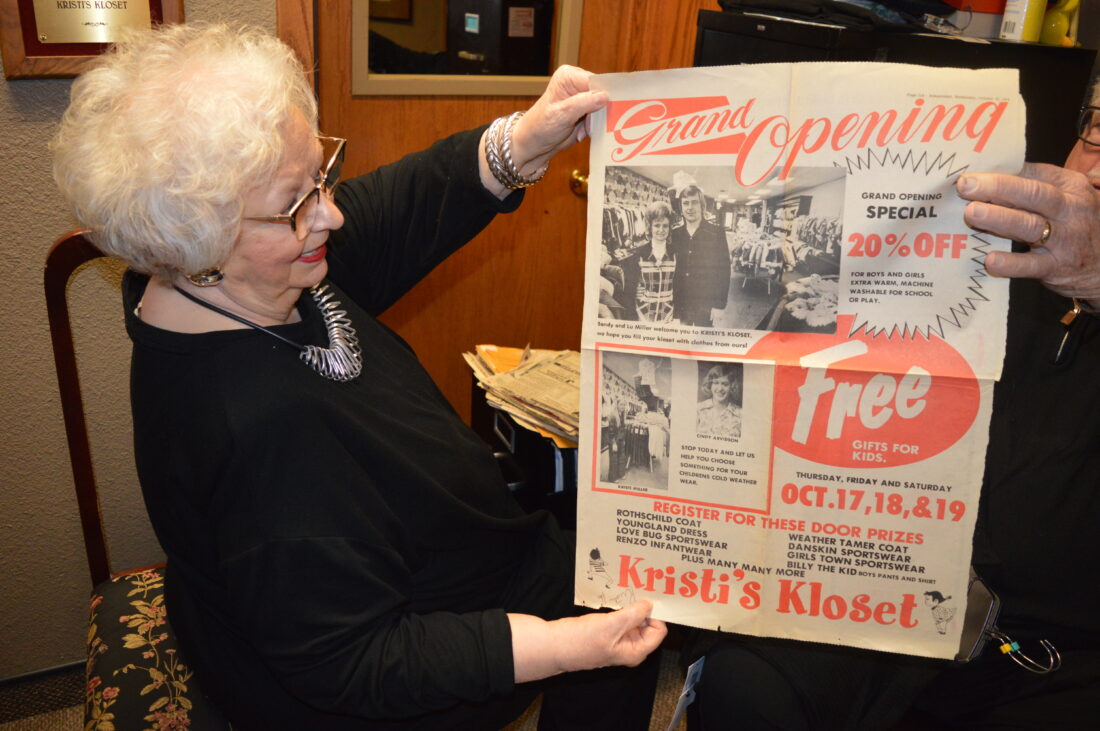 KRISTI'S KLOSET
Grand Opening
GRAND OPENING
SPECIAL
20% OFF
FOR BOYS AND GIRLS
EXTRA WARM, MACHINE
WASHABLE FOR SCHOOL
OR PLAY.
Sandy and Lu Miller welcome you to KRISTI'S KLOSET,
we hope you fill your kloset with clothes from ours!
Free
GIFTS FOR
KIDS.
CINDY ARVIDSON
STOP TODAY AND LET US
HELP YOU CHOOSE
SOMETHING FOR YOUR
CHILDRENS COLD WEATHER
WEAR.
KRISTI MILLER
THURSDAY, FRIDAY AND SATURDAY
OCT. 17, 18, & 19
REGISTER FOR THESE DOOR PRIZES
ROTHSCHILD COAT
YOUNGLAND DRESS
LOVE BUG SPORTSWEAR
RENZO INFANTWEAR
WEATHER TAMER COAT
DANSKIN SPORTSWEAR
GIRLS TOWN SPORTSWEAR
BILLY THE KID BOYS PANTS AND SHIRT
PLUS MANY MANY MORE
Kristi's Kloset